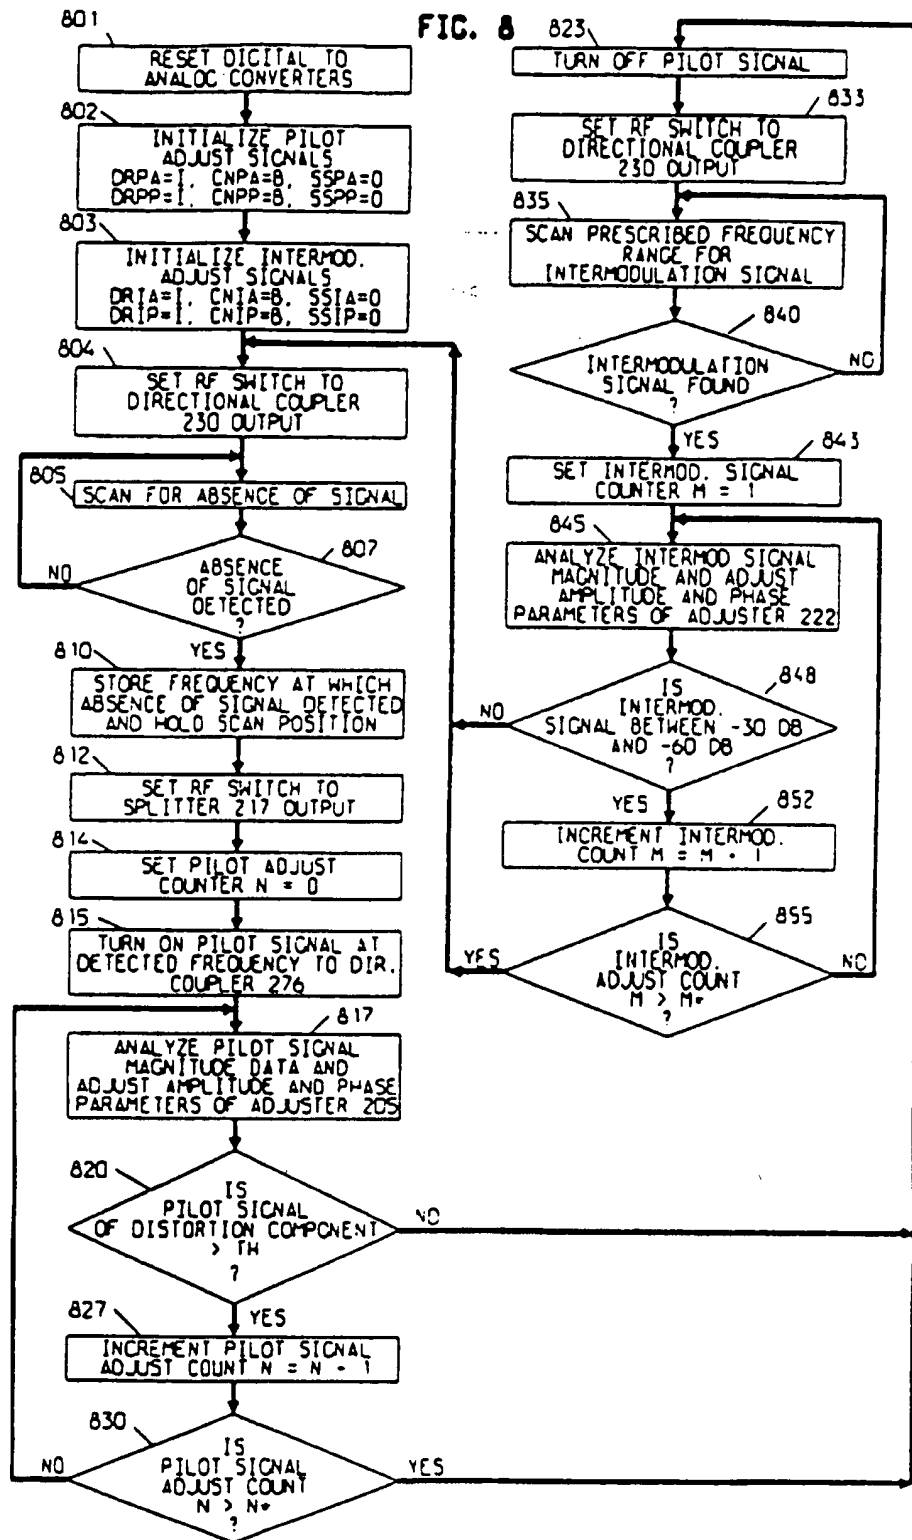 FIG. 8
801
RESET DIGITAL TO
ANALOG CONVERTERS
802
INITIALIZE PILOT
ADJUST SIGNALS
DRPA=I, CNPA=8, SSPA=0
DRPP=I, CNPP=8, SSPP=0
803
INITIALIZE INTERMOD.
ADJUST SIGNALS
DRIA=I, CNIA=8, SSIA=0
DRIP=I, CNIP=8, SSIP=0
804
SET RF SWITCH TO
DIRECTIONAL COUPLER
230 OUTPUT
805
SCAN FOR ABSENCE OF SIGNAL
807
ABSENCE
OF SIGNAL
DETECTED
?
NO
YES
810
STORE FREQUENCY AT WHICH
ABSENCE OF SIGNAL DETECTED
AND HOLD SCAN POSITION
812
SET RF SWITCH TO
SPLITTER 217 OUTPUT
814
SET PILOT ADJUST
COUNTER N = 0
815
TURN ON PILOT SIGNAL AT
DETECTED FREQUENCY TO DIR.
COUPLER 276
817
ANALYZE PILOT SIGNAL
MAGNITUDE DATA AND
ADJUST AMPLITUDE AND PHASE
PARAMETERS OF ADJUSTER 205
820
IS
PILOT SIGNAL
OF DISTORTION COMPONENT
> TH
?
NO
YES
827
INCREMENT PILOT SIGNAL
ADJUST COUNT N = N - 1
830
IS
PILOT SIGNAL
ADJUST COUNT
N > N*
?
NO
YES
823
TURN OFF PILOT SIGNAL
833
SET RF SWITCH TO
DIRECTIONAL COUPLER
230 OUTPUT
835
SCAN PRESCRIBED FREQUENCY
RANGE FOR
INTERMODULATION SIGNAL
840
INTERMODULATION
SIGNAL FOUND
?
NO
YES
843
SET INTERMOD. SIGNAL
COUNTER M = 1
845
ANALYZE INTERMOD SIGNAL
MAGNITUDE AND ADJUST
AMPLITUDE AND PHASE
PARAMETERS OF ADJUSTER 222
848
IS
INTERMOD.
SIGNAL BETWEEN -30 DB
AND -60 DB
?
NO
YES
852
INCREMENT INTERMOD.
COUNT M = M - 1
855
IS
INTERMOD.
ADJUST COUNT
M > M*
?
YES
NO